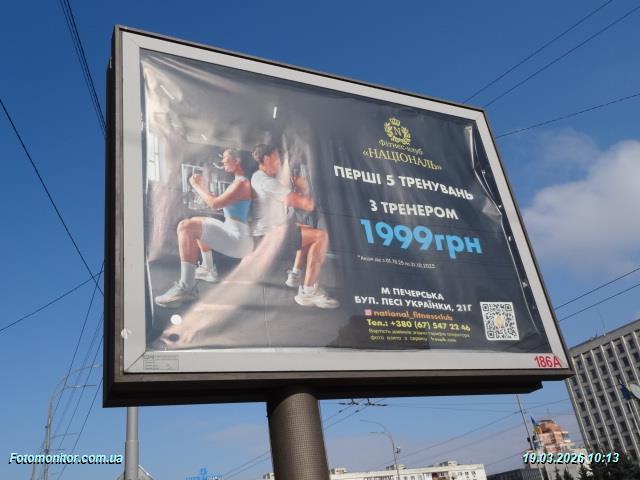 N
Фітнес-клуб
«НАЦІОНАЛЬ»
ПЕРШІ 5 ТРЕНУВАНЬ
З ТРЕНЕРОМ
1999грн
М ПЕЧЕРСЬКА
БУЛ. ЛЕСІ УКРАЇНКИ, 21Г
national_fitnessclub
Тел.: +380 (67) 547 22 46
186А
Fotomonitor.com.ua
19.03.2026 10:13